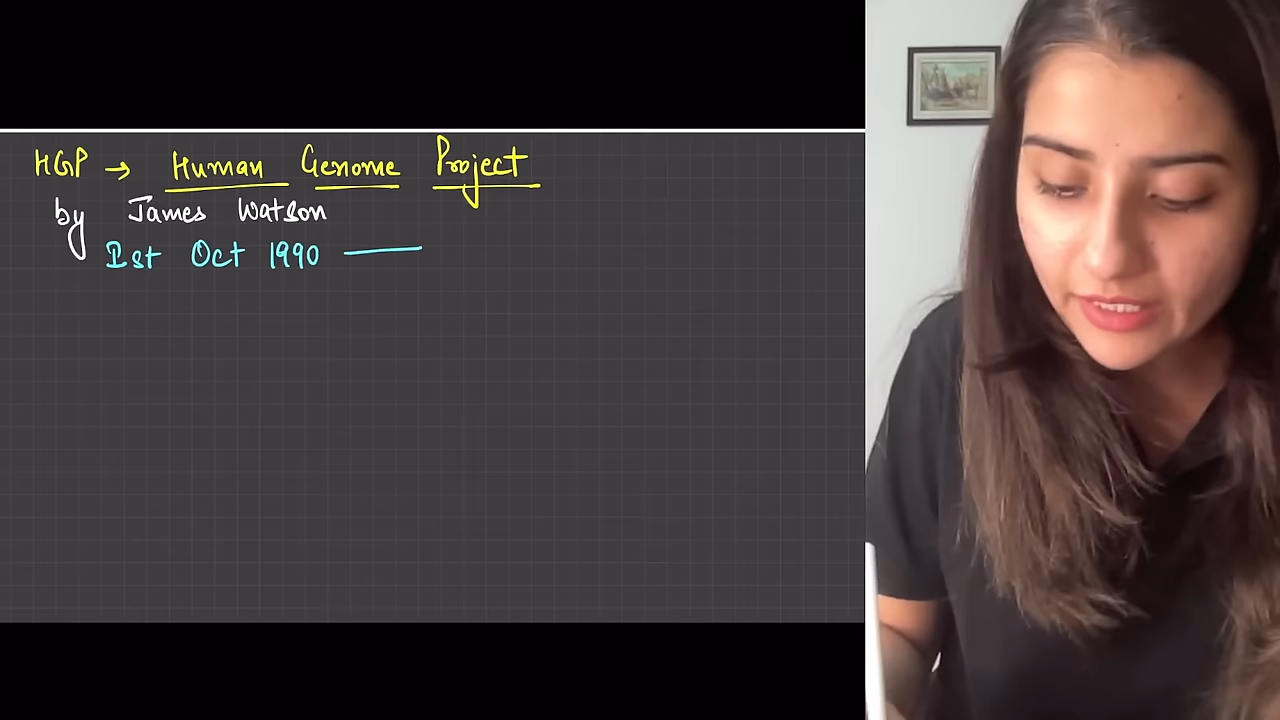 HGP → Human Genome Project
by James Watson
1st Oct 1990 —